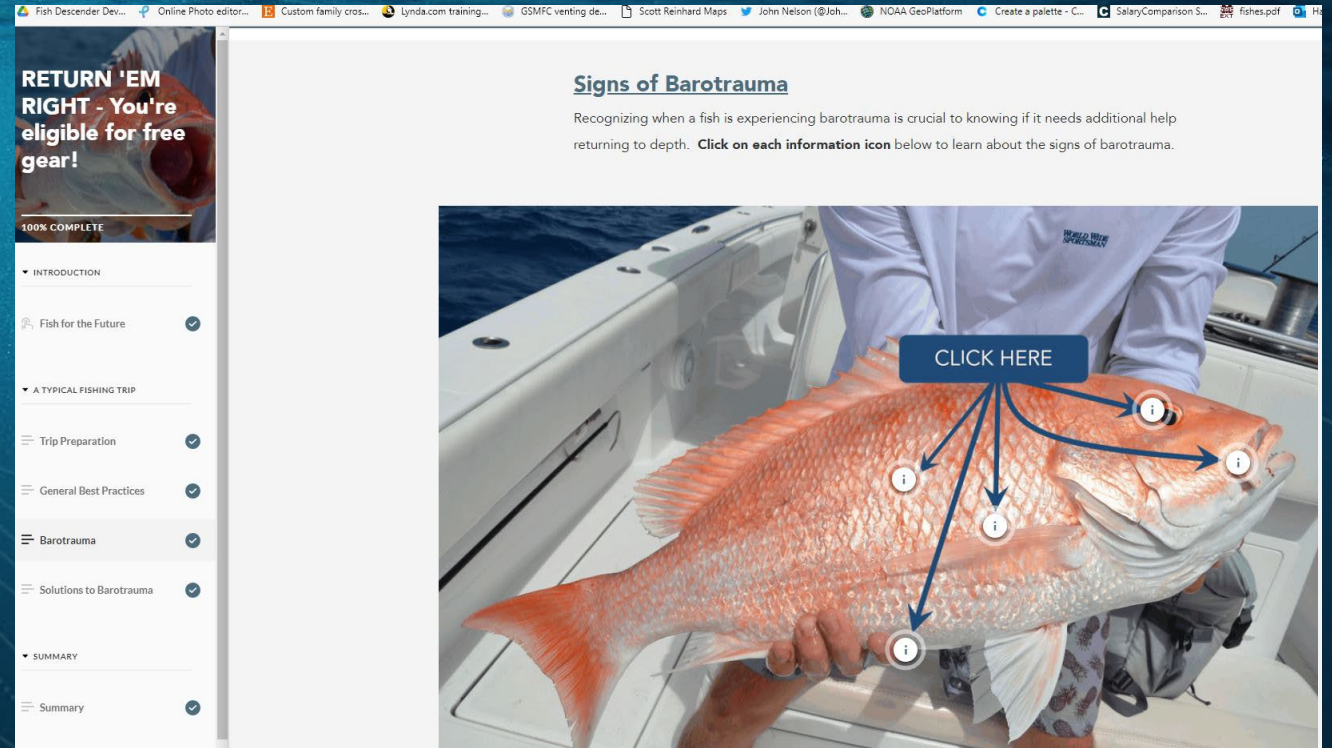 Fish Descender Dev...
Online Photo editor...
E Custom family cros...
Lynda.com training...
GSMFC venting de...
Scott Reinhard Maps
John Nelson (@Joh...
NOAA GeoPlatform
C Create a palette - C...
C SalaryComparison S...
EXT fishes.pdf
RETURN 'EM
RIGHT - You're
eligible for free
gear!
100% COMPLETE
INTRODUCTION
Fish for the Future
A TYPICAL FISHING TRIP
Trip Preparation
General Best Practices
Barotrauma
Solutions to Barotrauma
SUMMARY
Summary
Signs of Barotrauma
Recognizing when a fish is experiencing barotrauma is crucial to knowing if it needs additional help
returning to depth. Click on each information icon below to learn about the signs of barotrauma.
WORLD WIDE
SPORTSMAN
CLICK HERE
i
i
i
i
i